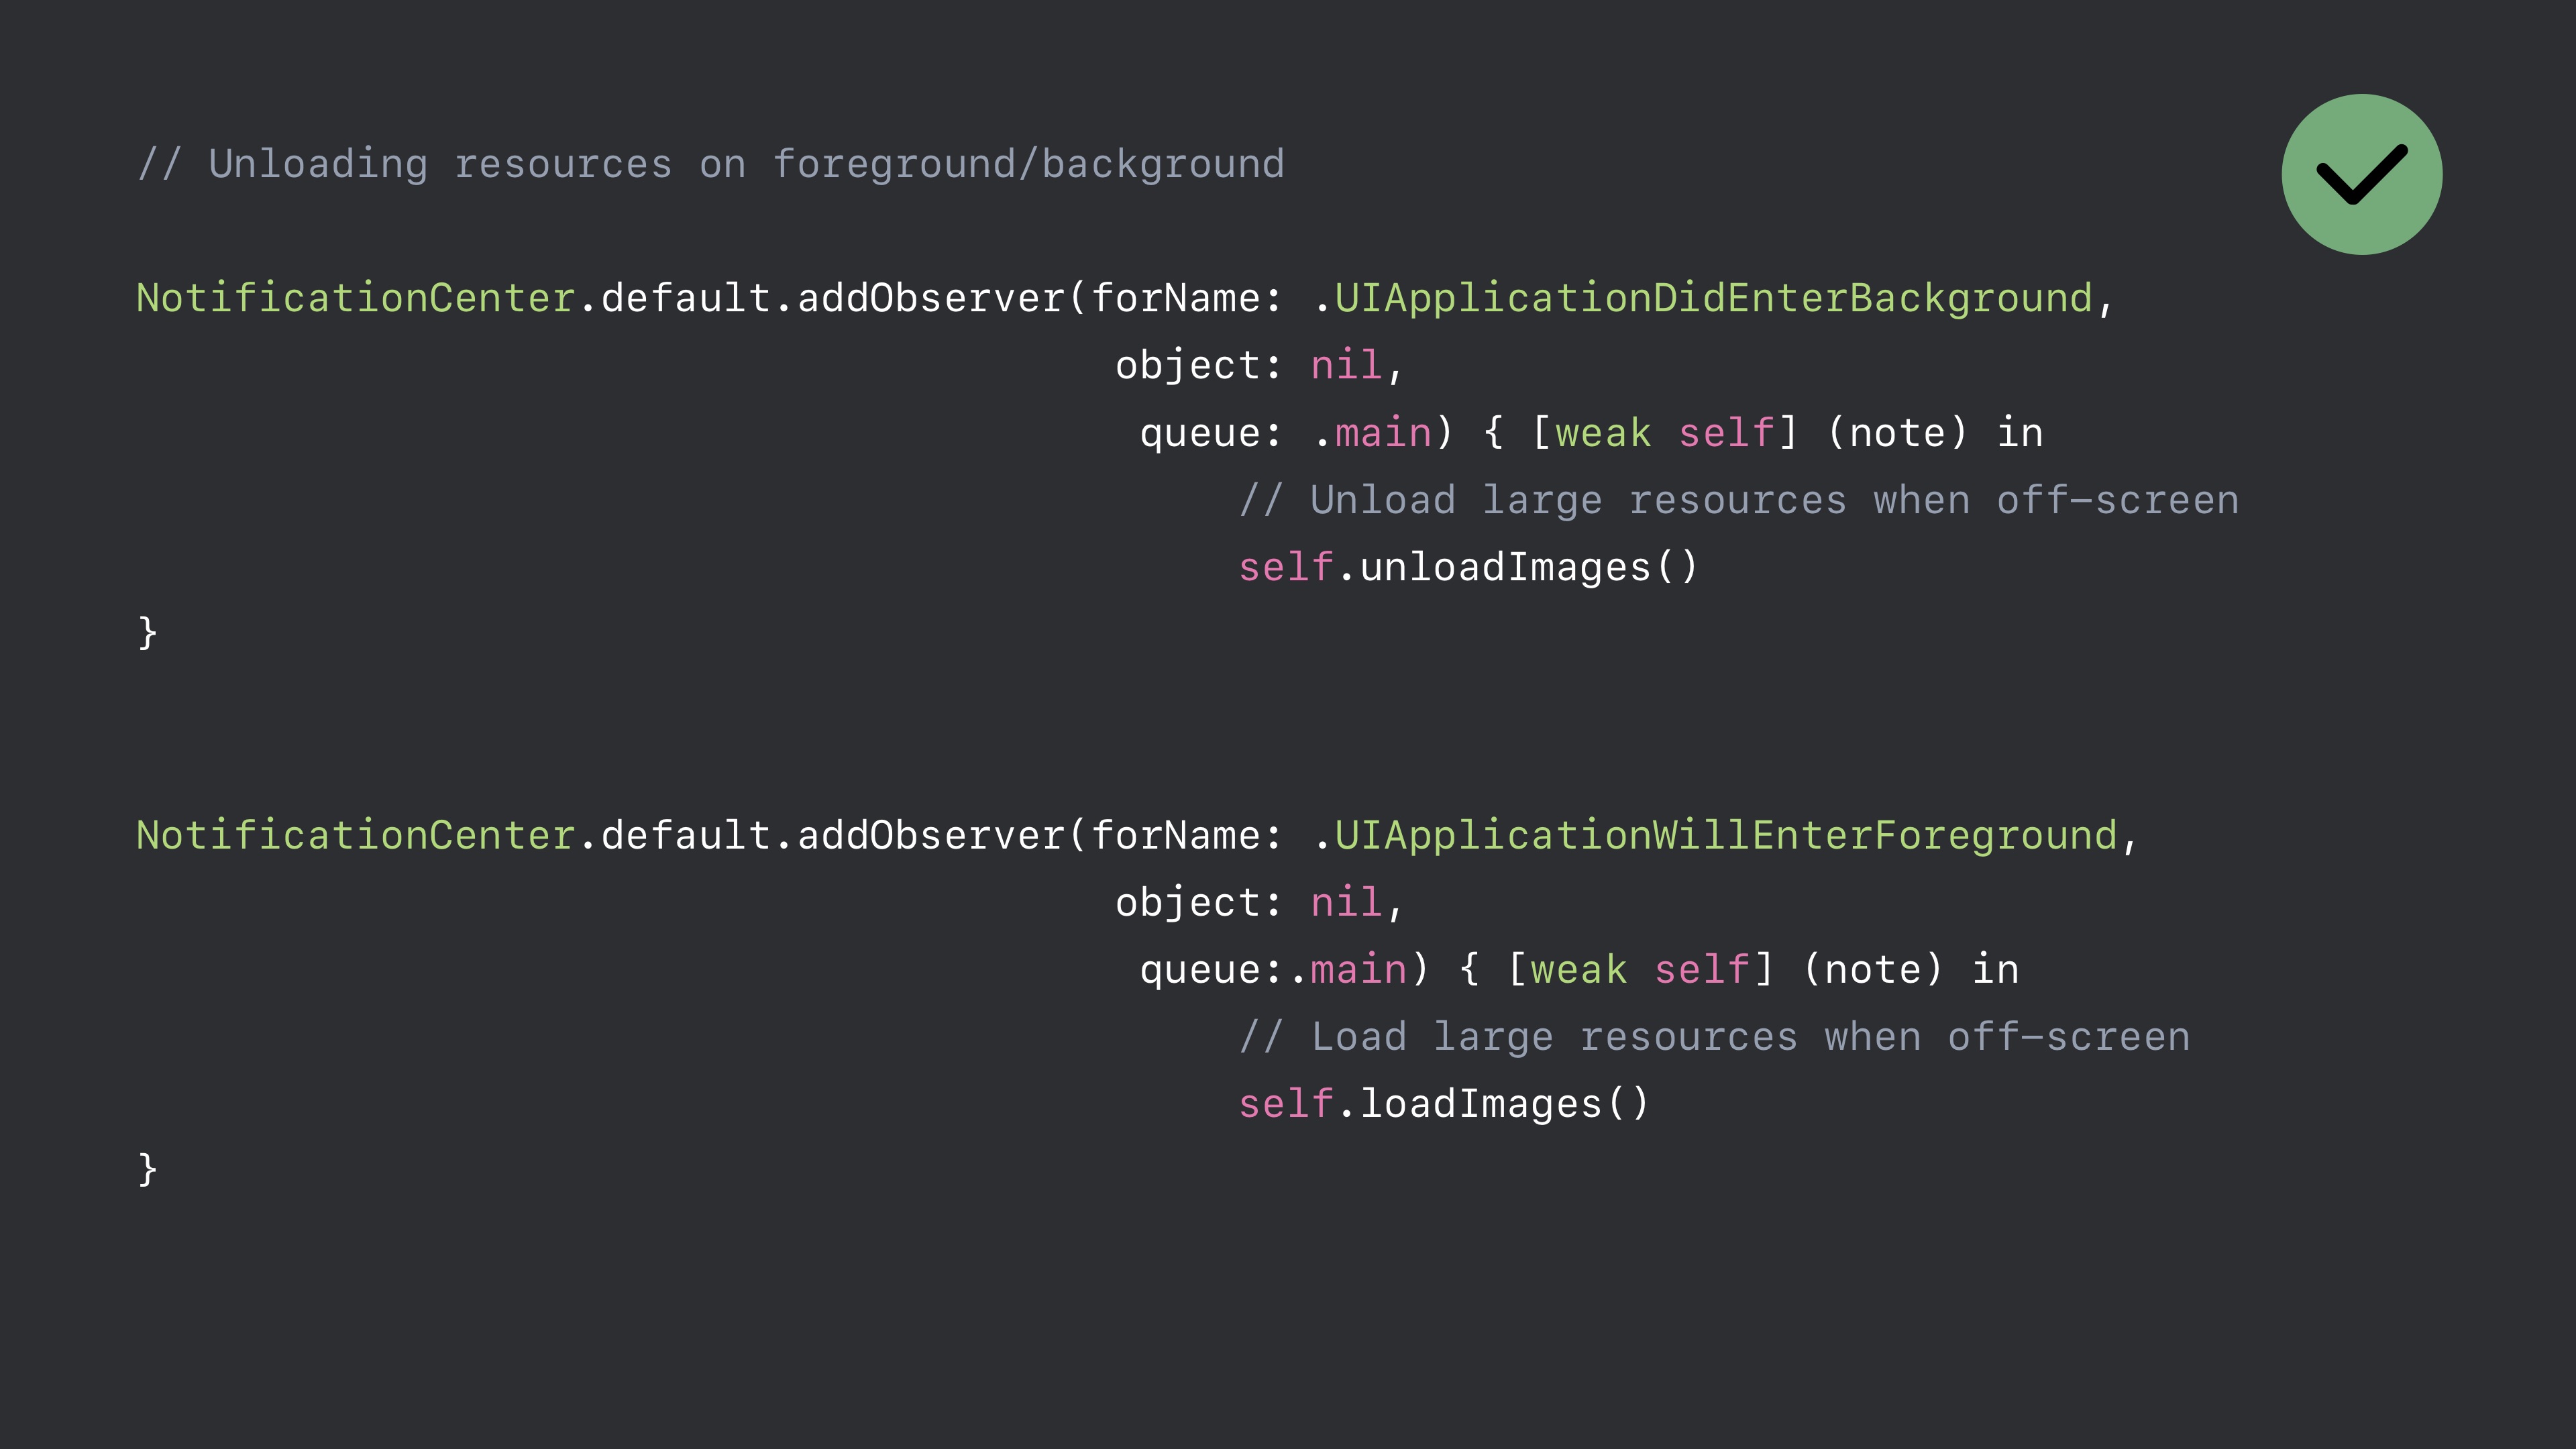 // Unloading resources on foreground/background
NotificationCenter.default.addObserver(forName: .UIApplicationDidEnterBackground,
object: nil,
queue: .main) { [weak self] (note) in
// Unload large resources when off-screen
self.unloadImages()
}
NotificationCenter.default.addObserver(forName: .UIApplicationWillEnterForeground,
object: nil,
queue:.main) { [weak self] (note) in
// Load large resources when off-screen
self.loadImages()
}